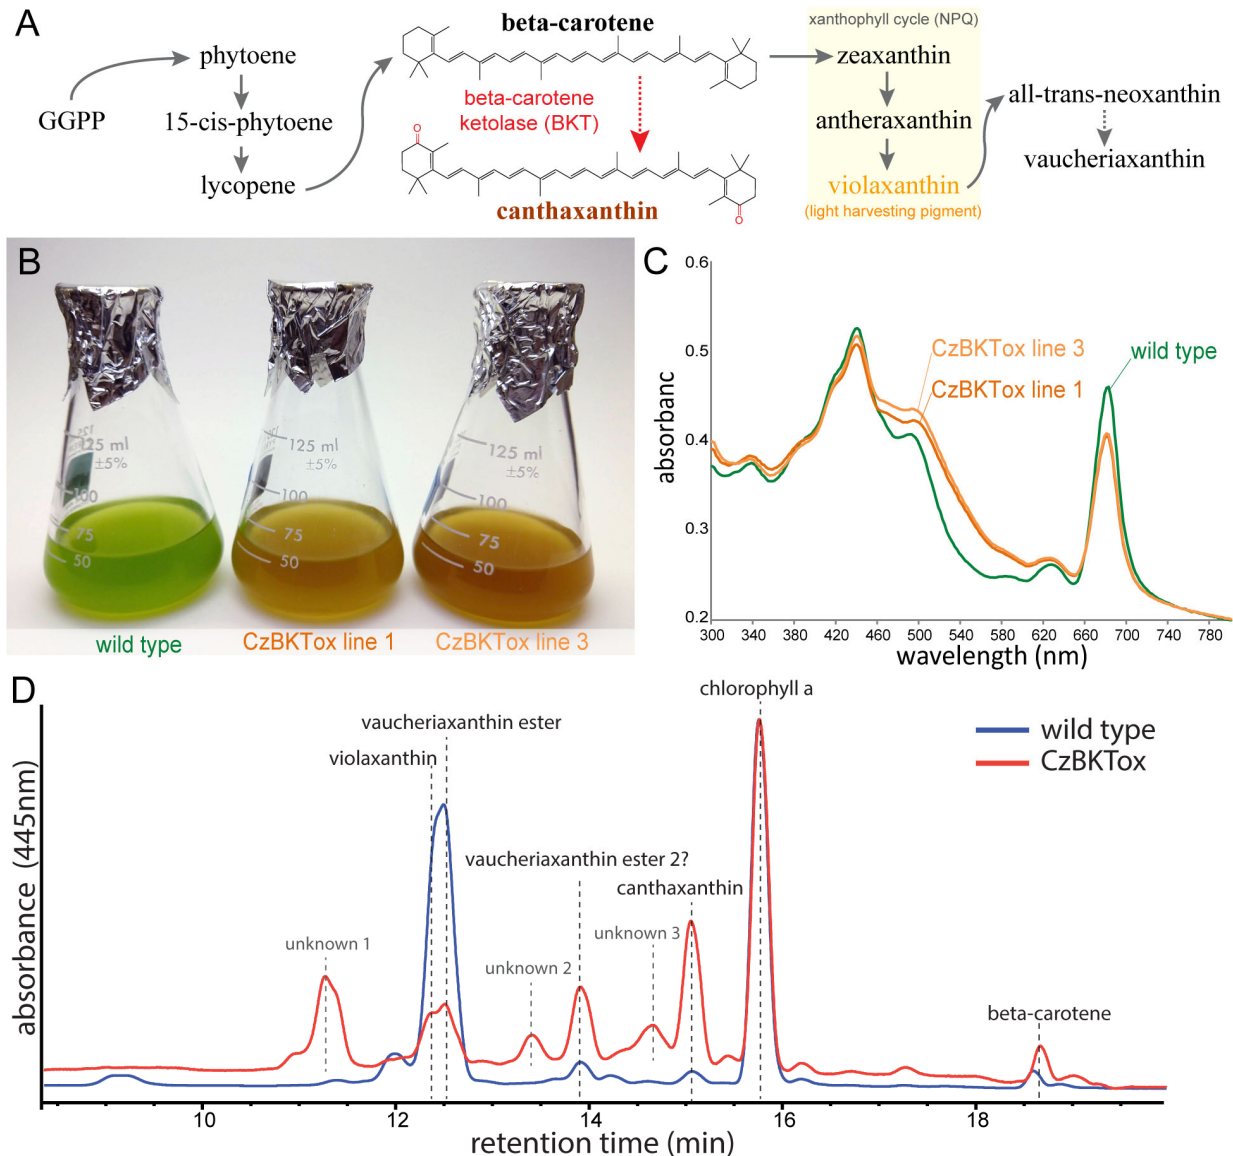 A
GGPP
phytoene
15-cis-phytoene
lycopene
beta-carotene
beta-carotene
ketolase (BKT)
O
canthaxanthin
O
xanthophyll cycle (NPQ)
zeaxanthin
antheraxanthin
violaxanthin
(light harvesting pigment)
all-trans-neoxanthin
vaucheriaxanthin
B
125 ml
±5%
100
75
50
125 ml
±5%
100
75
50
125 ml
±5%
100
75
50
wild type
CzBKTox line 1
CzBKTox line 3
C
absorbanc
0.6
0.5
0.4
0.3
0.2
CzBKTox line 3
CzBKTox line 1
wild type
300 340 380 420 460 500 540 580 620 660 700 740 780
wavelength (nm)
D
absorbance (445nm)
chlorophyll a
vaucheriaxanthin ester
violaxanthin
wild type
CzBKTox
vaucheriaxanthin ester 2?
canthaxanthin
unknown 1
unknown 2
unknown 3
beta-carotene
10 12 14 16 18
retention time (min)